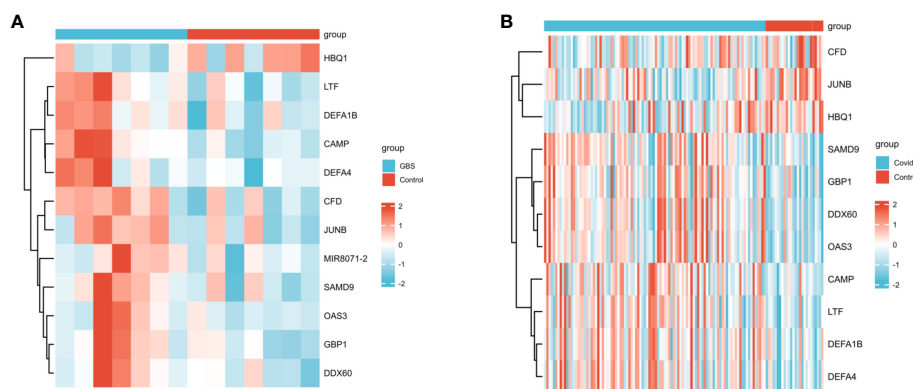 A
group
HBQ1
LTF
DEFA1B
CAMP
DEFA4
CFD
JUNB
MIR8071-2
SAMD9
OAS3
GBP1
DDX60
group
GBS
Control
2
1
0
-1
-2
B
group
CFD
JUNB
HBQ1
SAMD9
GBP1
DDX60
OAS3
CAMP
LTF
DEFA1B
DEFA4
group
Covid
Contr
2
1
0
-1
-2